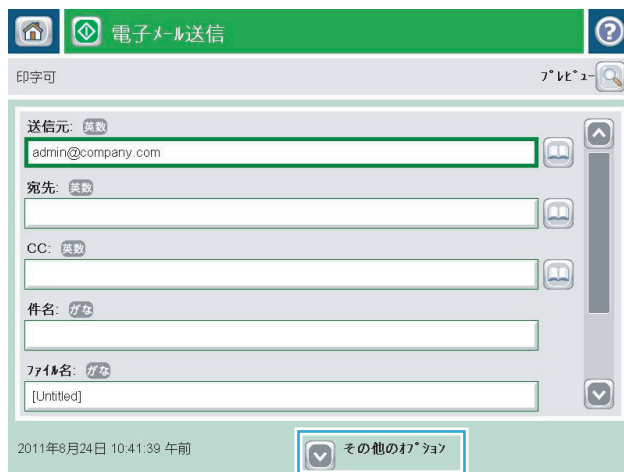 電子ﾒｰﾙ送信
印字可
ﾌﾟﾚﾋﾞｭｰ
送信元: 英数
admin@company.com
宛先: 英数
CC: 英数
件名: がな
ﾌｧｲﾙ名: がな
[Untitled]
2011年8月24日 10:41:39 午前
その他のｵﾌﾟｼｮﾝ